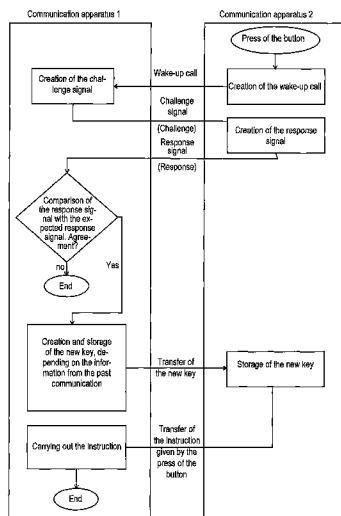 Communication apparatus 1
Communication apparatus 2
Press of the button
Wake-up call
Creation of the wake-up call
Creation of the chal-
lenge signal
Challenge
signal
(Challenge)
Creation of the response
signal
Response
signal
(Response)
Comparison of
the response sig-
nal with the ex-
pected response
signal. Agree-
ment?
no
Yes
End
Creation and storage
of the new key, de-
pending on the infor-
mation from the past
communication
Transfer of
the new key
Storage of the new key
Transfer of
the instruction
given by the
press of the
button
Carrying out the instruction
End